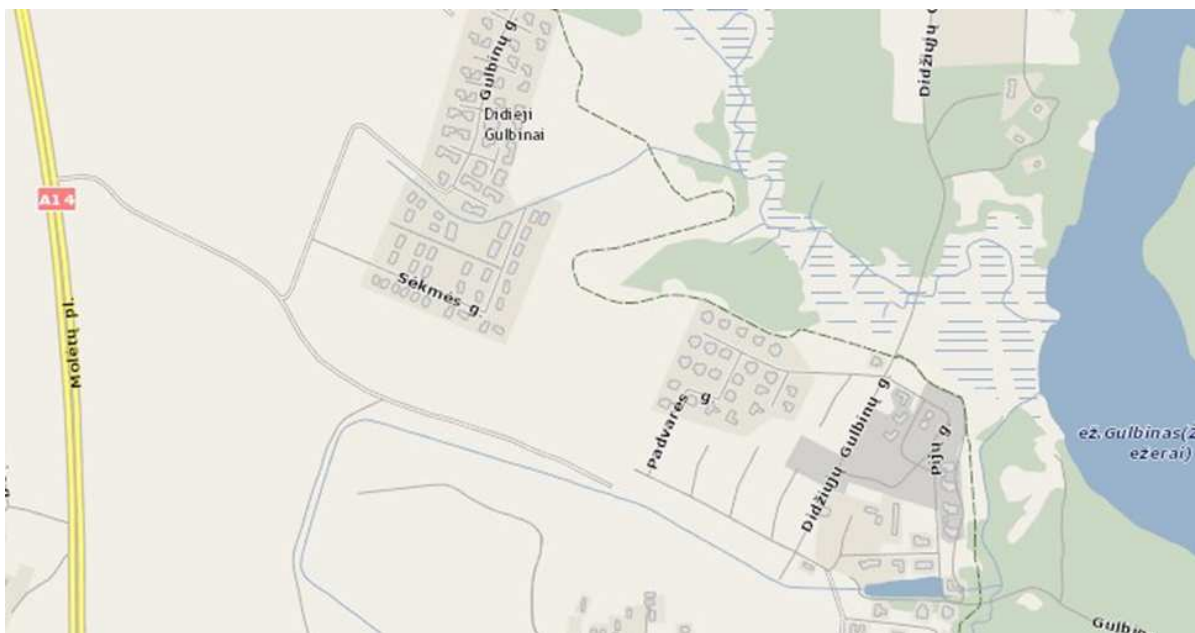 Gulbinų g.
Didžiųjų
Didieji
Gulbinai
A14
Sėkmės g.
Molėtų pl.
Padvarės g.
Didžiųjų Gulbinų g
Pijų g
ež.Gulbinas(Ž
ežerai)
Gulbin